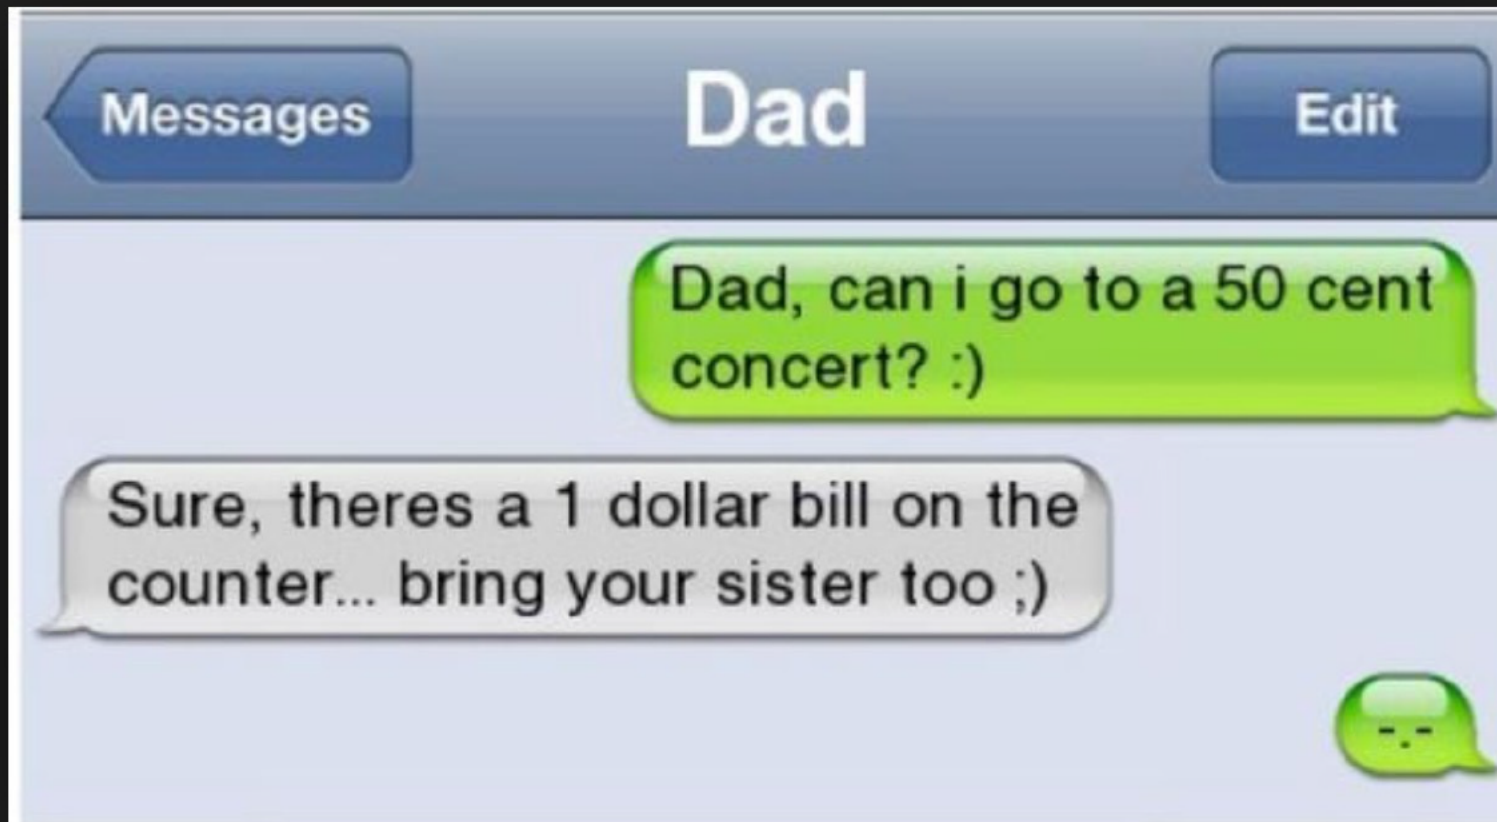 Messages
Dad
Edit
Dad, can i go to a 50 cent
concert? :)
Sure, theres a 1 dollar bill on the
counter... bring your sister too ;)
-.-